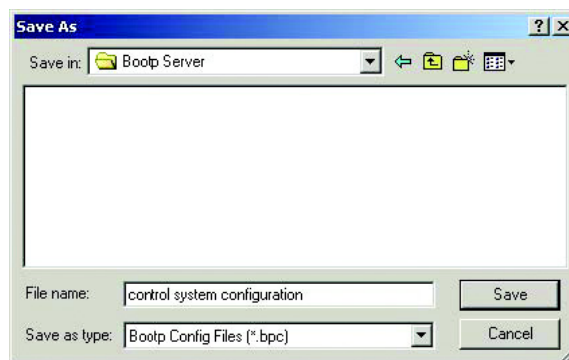 Save As
Save in: Bootp Server
File name: control system configuration Save
Save as type: Bootp Config Files (*.bpc) Cancel